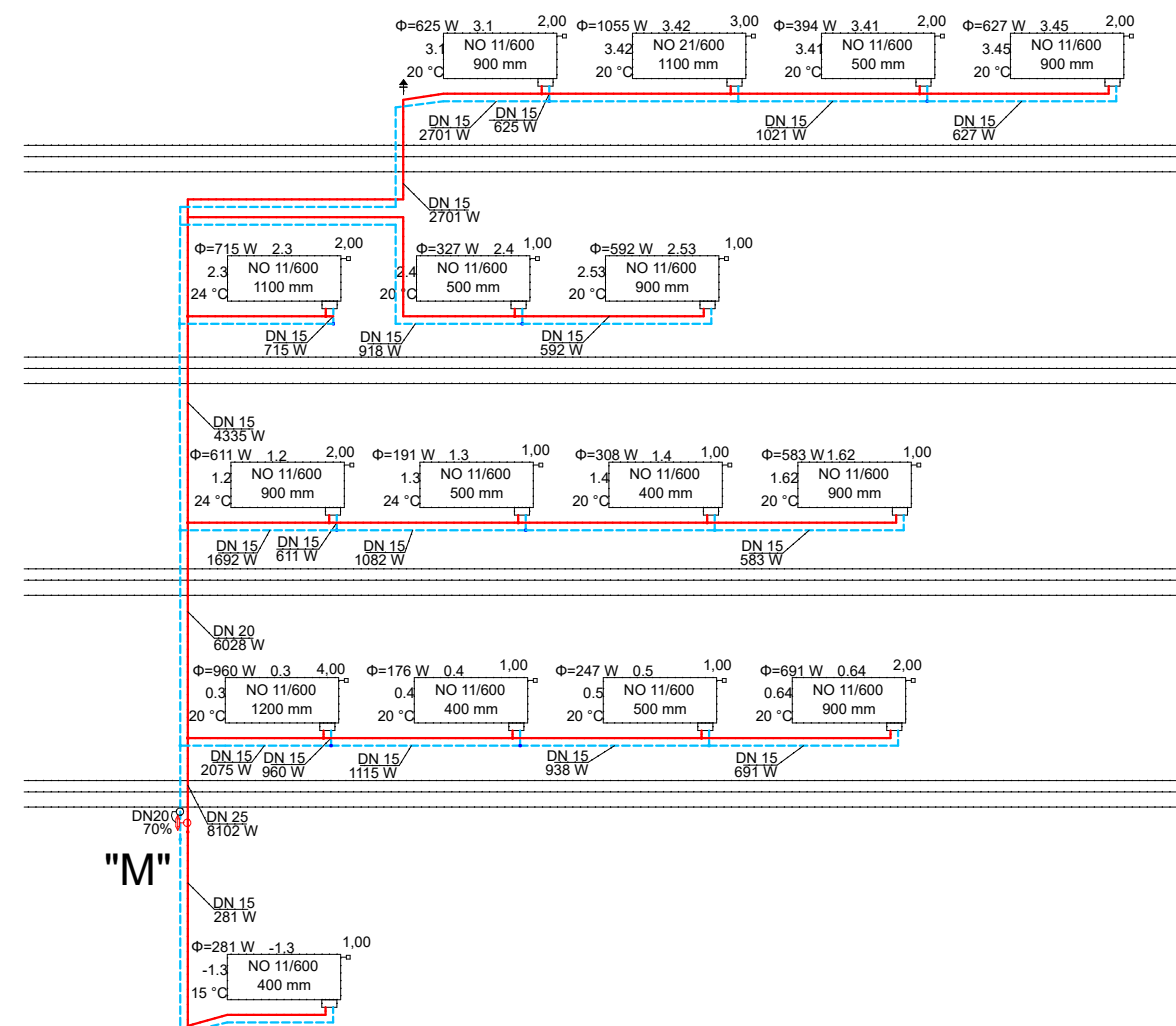 Φ=625 W 3.1 2,00
NO 11/600
3.1
900 mm
20 °C
Φ=1055 W 3.42 3,00
NO 21/600
3.42
1100 mm
20 °C
Φ=394 W 3.41 2,00
NO 11/600
3.41
500 mm
20 °C
Φ=627 W 3.45 2,00
NO 11/600
3.45
900 mm
20 °C
DN 15
2701 W
DN 15
625 W
DN 15
1021 W
DN 15
627 W
DN 15
2701 W
Φ=715 W 2.3 2,00
NO 11/600
2.3
1100 mm
24 °C
Φ=327 W 2.4 1,00
NO 11/600
2.4
500 mm
20 °C
Φ=592 W 2.53 1,00
NO 11/600
2.53
900 mm
20 °C
DN 15
715 W
DN 15
918 W
DN 15
592 W
DN 15
4335 W
Φ=611 W 1.2 2,00
NO 11/600
1.2
900 mm
24 °C
Φ=191 W 1.3 1,00
NO 11/600
1.3
500 mm
24 °C
Φ=308 W 1.4 1,00
NO 11/600
1.4
400 mm
20 °C
Φ=583 W 1.62 1,00
NO 11/600
1.62
900 mm
20 °C
DN 15
1692 W
DN 15
611 W
DN 15
1082 W
DN 15
583 W
DN 20
6028 W
Φ=960 W 0.3 4,00
NO 11/600
0.3
1200 mm
20 °C
Φ=176 W 0.4 1,00
NO 11/600
0.4
400 mm
20 °C
Φ=247 W 0.5 1,00
NO 11/600
0.5
500 mm
20 °C
Φ=691 W 0.64 2,00
NO 11/600
0.64
900 mm
20 °C
DN 15
2075 W
DN 15
960 W
DN 15
1115 W
DN 15
938 W
DN 15
691 W
DN20
70%
DN 25
8102 W
"M"
DN 15
281 W
Φ=281 W -1.3 1,00
NO 11/600
-1.3
400 mm
15 °C